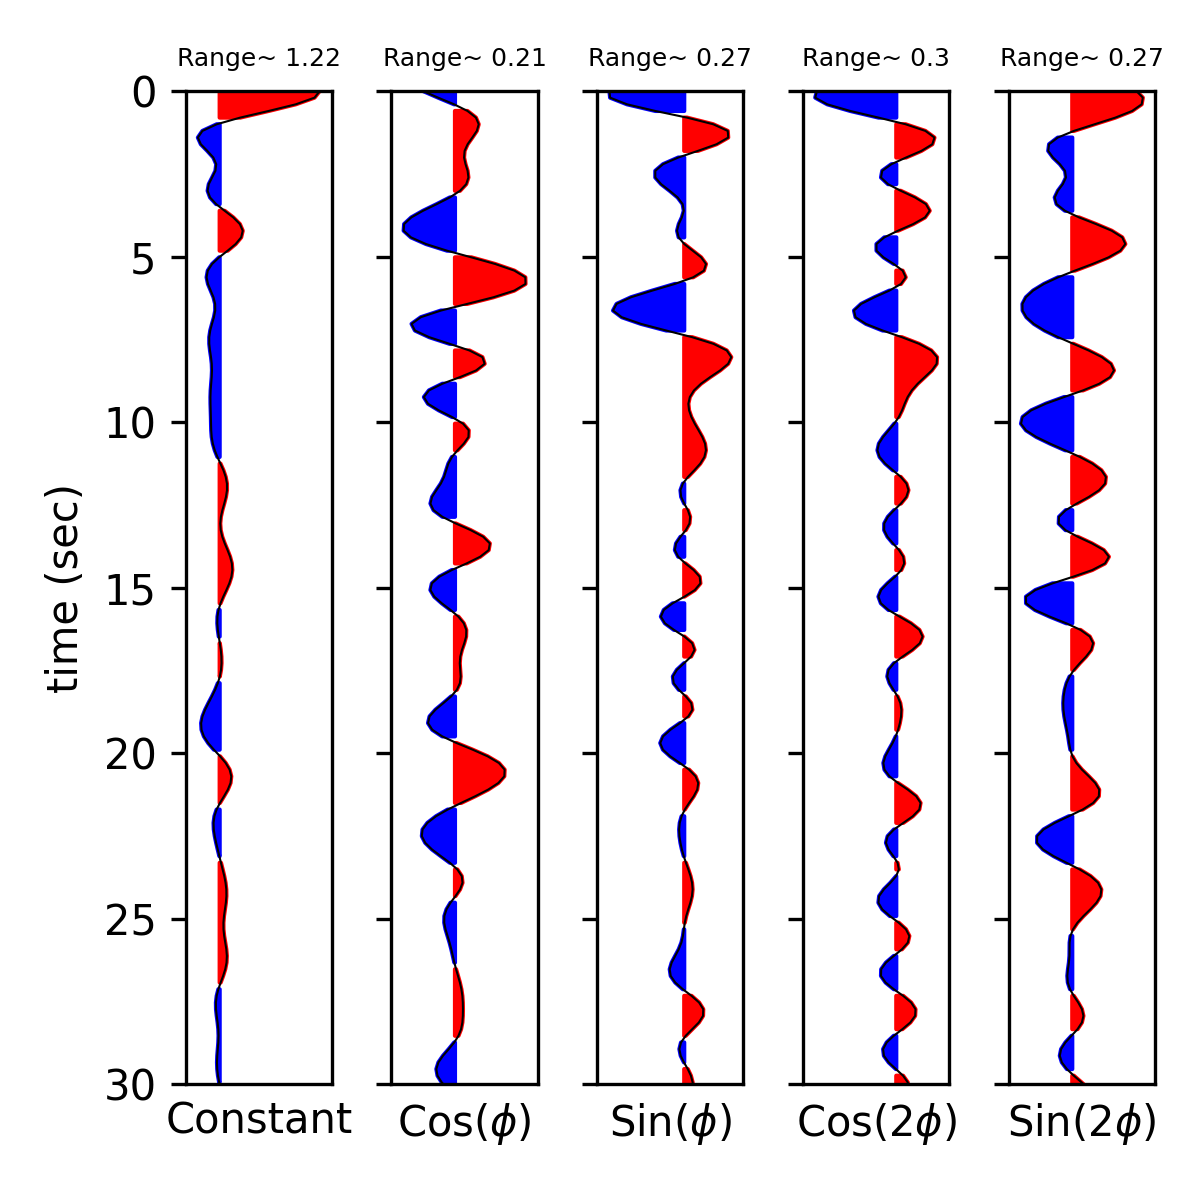 Range~ 1.22 Range~ 0.21 Range~ 0.27 Range~ 0.3 Range~ 0.27
0
5
10
15
20
25
30
time (sec)
Constant Cos(ϕ) Sin(ϕ) Cos(2ϕ) Sin(2ϕ)